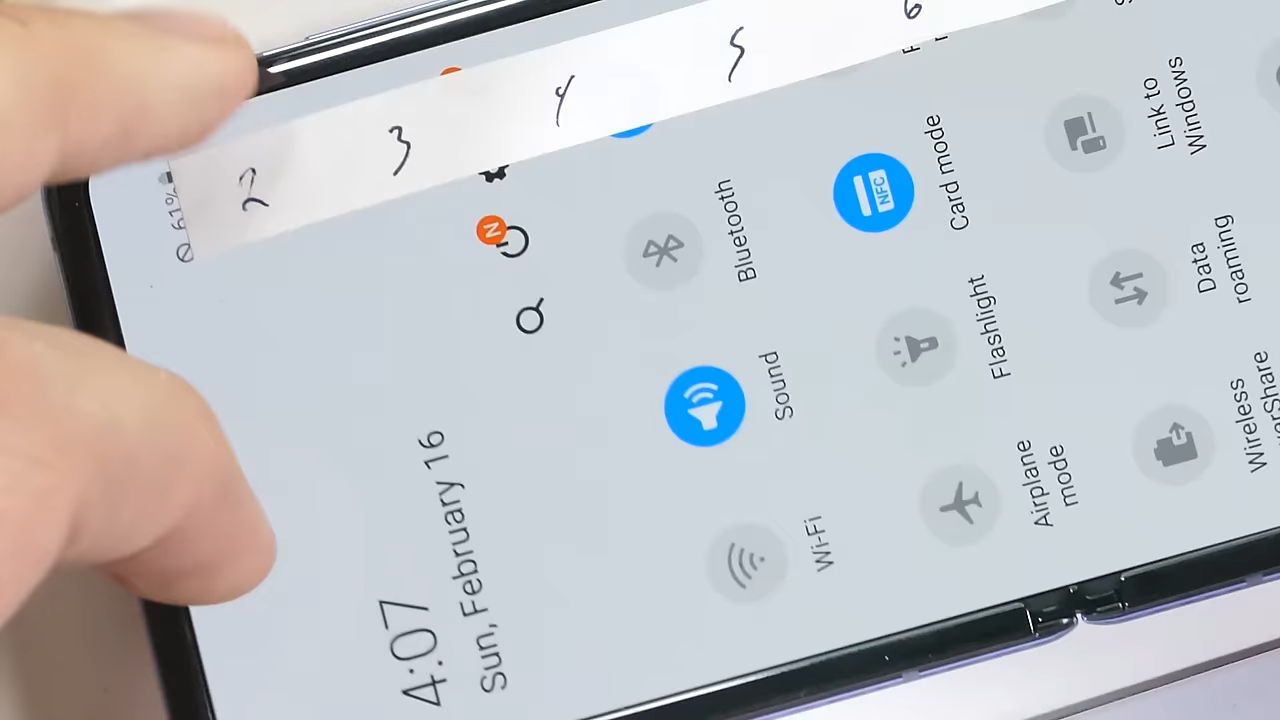 2 3 4 5 6
61%
N
4:07
Sun, February 16
Wi-Fi
Sound
Bluetooth
Airplane
mode
Flashlight
Card mode
NFC
Wireless
Data
roaming
Link to
Windows